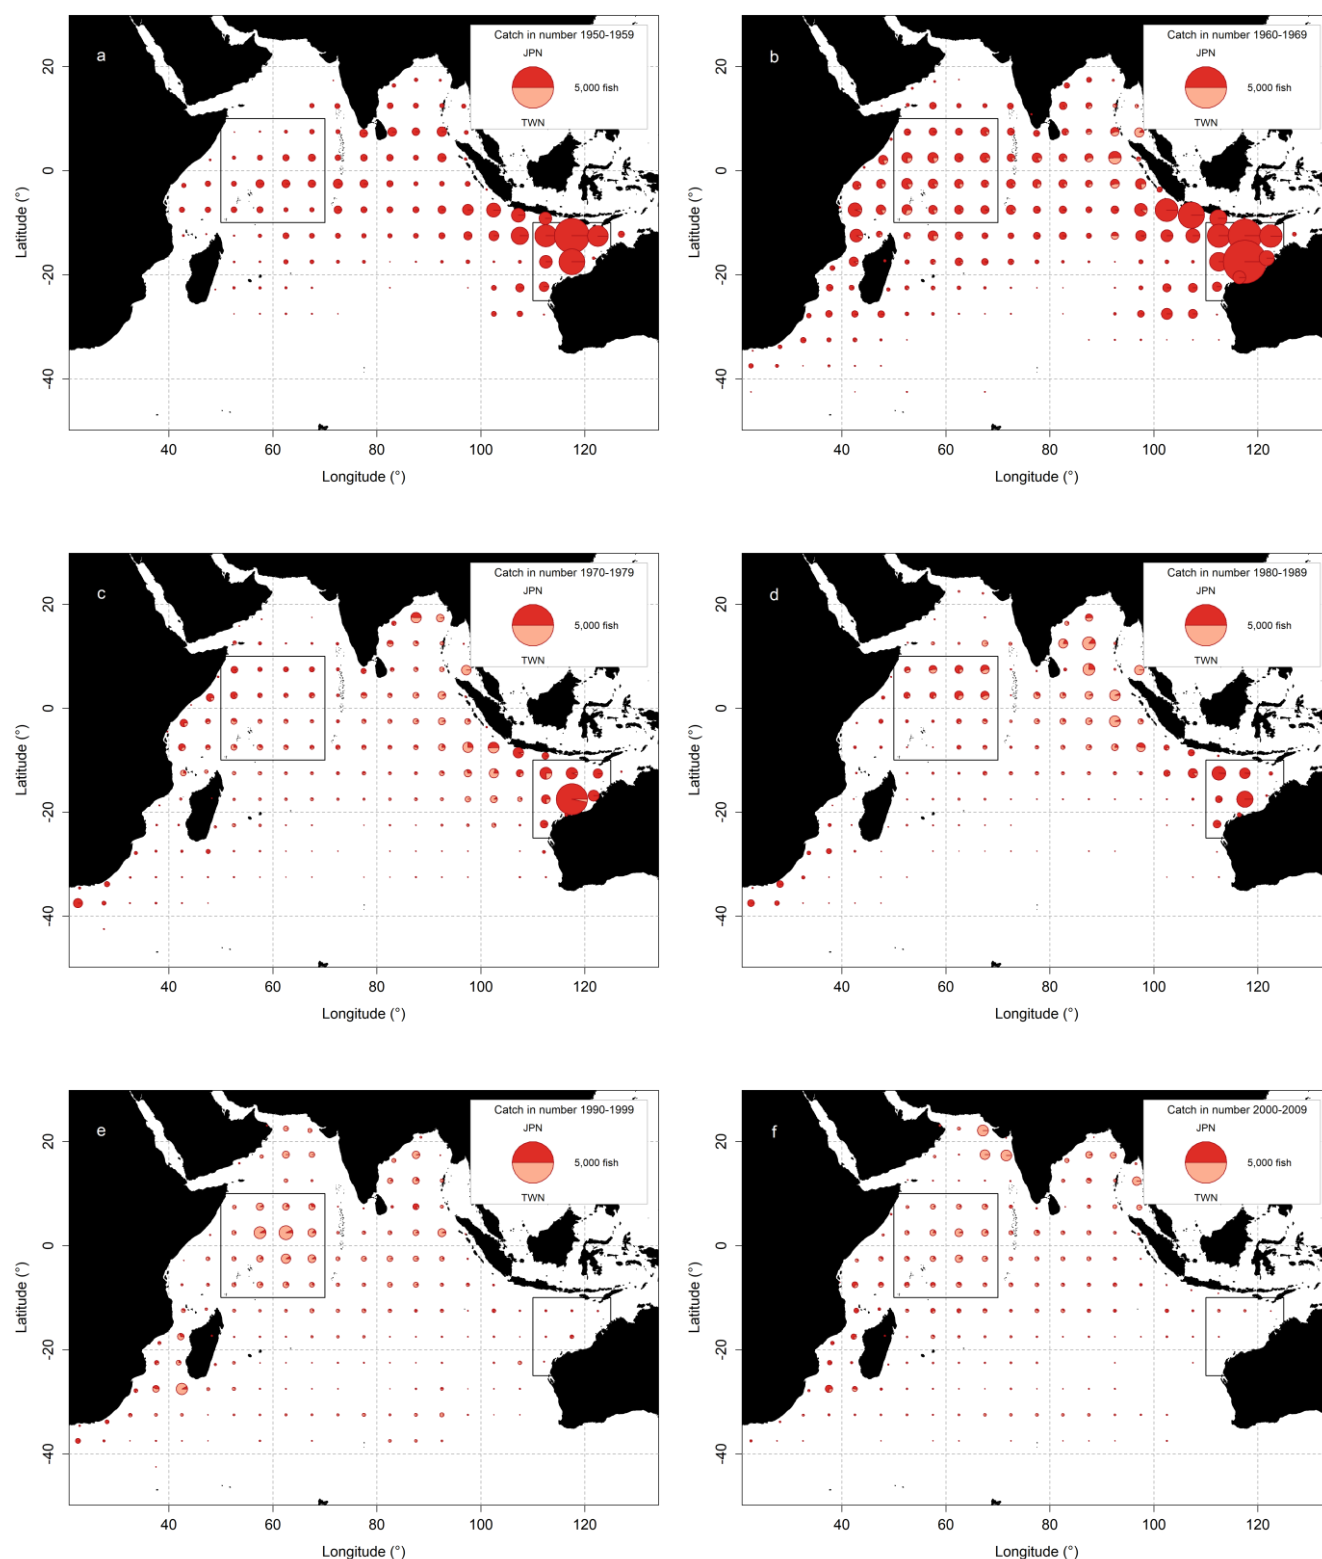 a
Catch in number 1950-1959
JPN
5,000 fish
TWN
20
0
-20
-40
Latitude (°)
40 60 80 100 120
Longitude (°)
b
Catch in number 1960-1969
JPN
5,000 fish
TWN
20
0
-20
-40
Latitude (°)
40 60 80 100 120
Longitude (°)
c
Catch in number 1970-1979
JPN
5,000 fish
TWN
20
0
-20
-40
Latitude (°)
40 60 80 100 120
Longitude (°)
d
Catch in number 1980-1989
JPN
5,000 fish
TWN
20
0
-20
-40
Latitude (°)
40 60 80 100 120
Longitude (°)
e
Catch in number 1990-1999
JPN
5,000 fish
TWN
20
0
-20
-40
Latitude (°)
40 60 80 100 120
Longitude (°)
f
Catch in number 2000-2009
JPN
5,000 fish
TWN
20
0
-20
-40
Latitude (°)
40 60 80 100 120
Longitude (°)